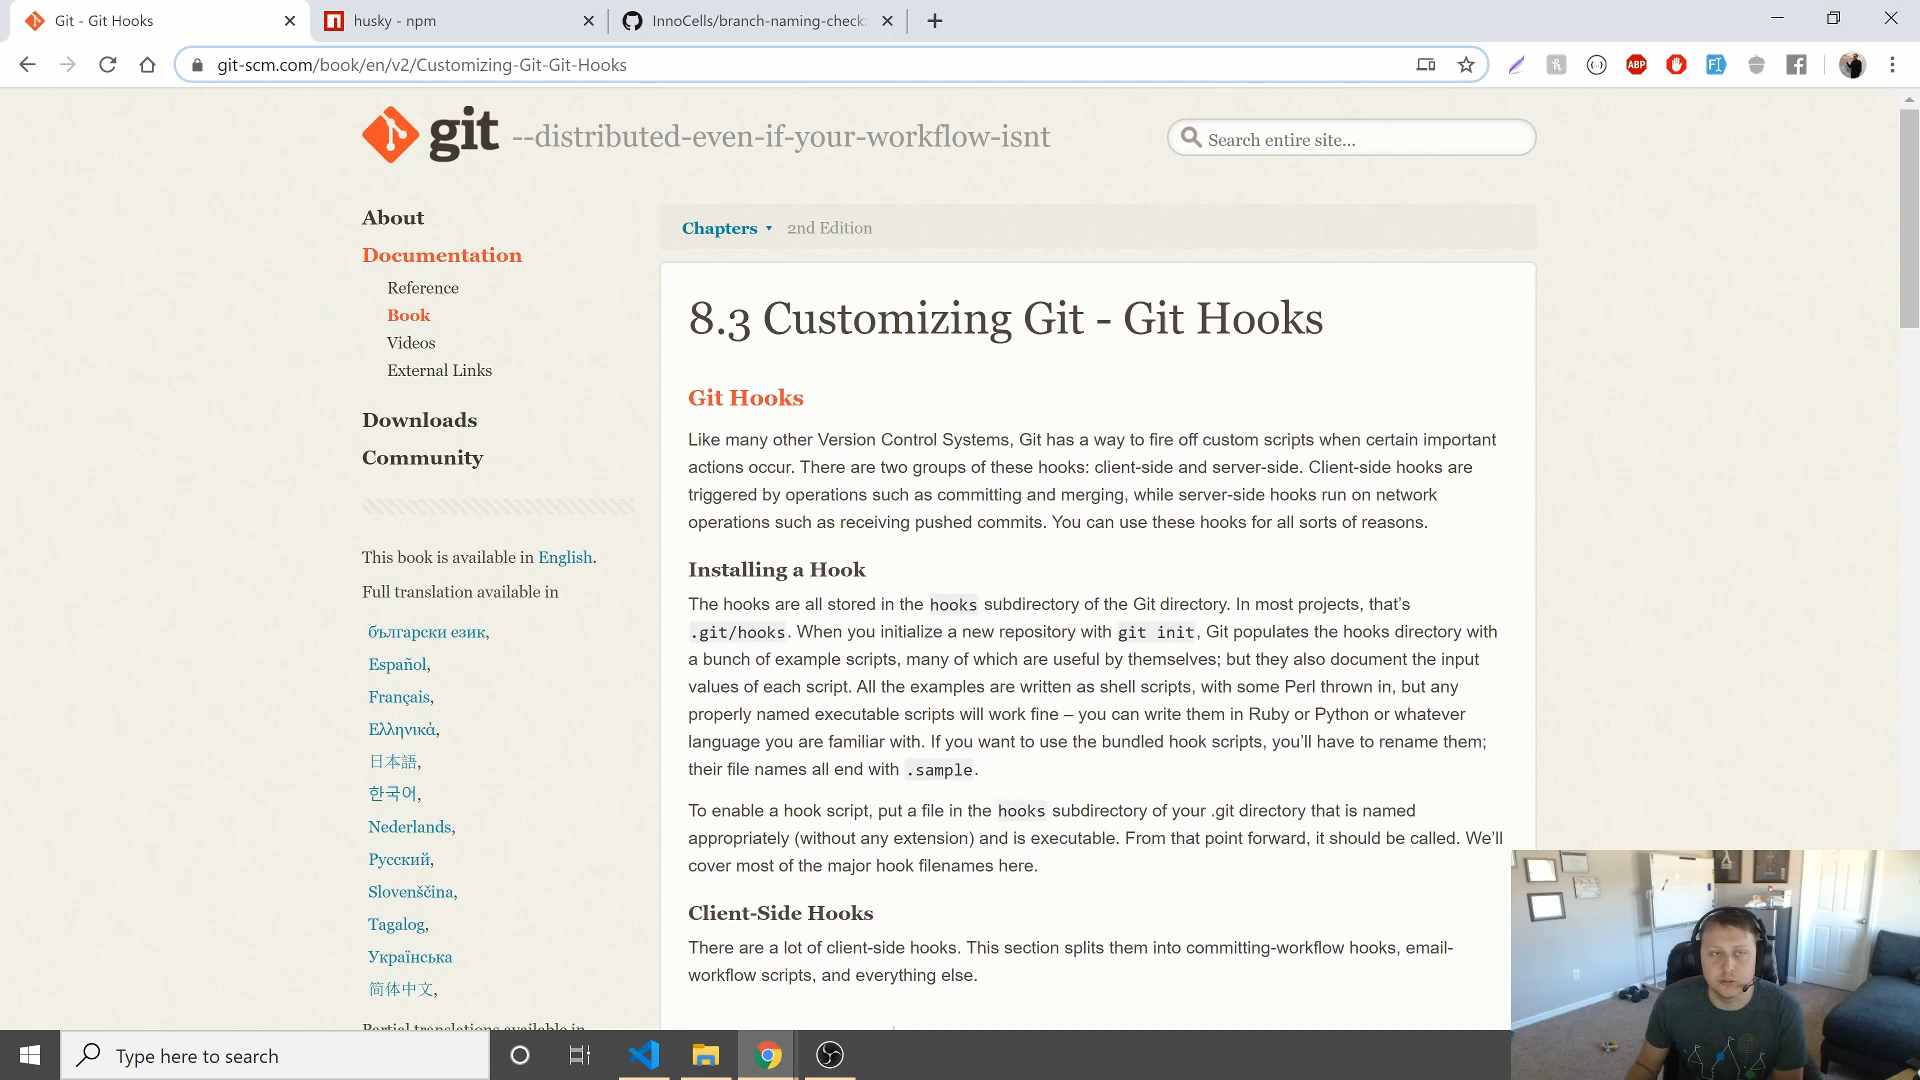 Git - Git Hooks
husky - npm
InnoCells/branch-naming-check
git-scm.com/book/en/v2/Customizing-Git-Git-Hooks
ABP
git --distributed-even-if-your-workflow-isnt
Search entire site...
About
Documentation
Reference
Book
Videos
External Links
Downloads
Community
This book is available in English.
Full translation available in
български език,
Español,
Français,
Ελληνικά,
日本語,
한국어,
Nederlands,
Русский,
Slovenščina,
Tagalog,
Українська
简体中文,
Partial translations available in
Chapters ▾ 2nd Edition
8.3 Customizing Git - Git Hooks
Git Hooks
Like many other Version Control Systems, Git has a way to fire off custom scripts when certain important
actions occur. There are two groups of these hooks: client-side and server-side. Client-side hooks are
triggered by operations such as committing and merging, while server-side hooks run on network
operations such as receiving pushed commits. You can use these hooks for all sorts of reasons.
Installing a Hook
The hooks are all stored in the hooks subdirectory of the Git directory. In most projects, that’s
.git/hooks. When you initialize a new repository with git init, Git populates the hooks directory with
a bunch of example scripts, many of which are useful by themselves; but they also document the input
values of each script. All the examples are written as shell scripts, with some Perl thrown in, but any
properly named executable scripts will work fine – you can write them in Ruby or Python or whatever
language you are familiar with. If you want to use the bundled hook scripts, you’ll have to rename them;
their file names all end with .sample.
To enable a hook script, put a file in the hooks subdirectory of your .git directory that is named
appropriately (without any extension) and is executable. From that point forward, it should be called. We’ll
cover most of the major hook filenames here.
Client-Side Hooks
There are a lot of client-side hooks. This section splits them into committing-workflow hooks, email-
workflow scripts, and everything else.
Type here to search